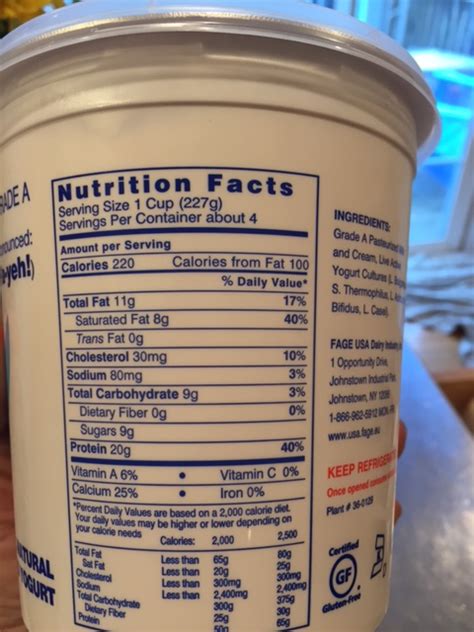 ADE A
nounced:
-yeh!)
NATURAL
YOGURT
Nutrition Facts
Serving Size 1 Cup (227g)
Servings Per Container about 4
Amount per Serving
Calories 220 Calories from Fat 100
% Daily Value*
Total Fat 11g 17%
Saturated Fat 8g 40%
Trans Fat 0g
Cholesterol 30mg 10%
Sodium 80mg 3%
Total Carbohydrate 9g 3%
Dietary Fiber 0g 0%
Sugars 9g
Protein 20g 40%
Vitamin A 6% • Vitamin C 0%
Calcium 25% • Iron 0%
*Percent Daily Values are based on a 2,000 calorie diet.
Your daily values may be higher or lower depending on
your calorie needs
Calories: 2,000 2,500
Total Fat Less than 65g 80g
Sat Fat Less than 20g 25g
Cholesterol Less than 300mg 300mg
Sodium Less than 2,400mg 2,400mg
Total Carbohydrate 300g 375g
Dietary Fiber 25g 30g
Protein 50g 65g
INGREDIENTS:
Grade A Pasteurized
and Cream, Live Active
Yogurt Cultures (L.
S. Thermophilus, L.
Bifidus, L. Casei).
FAGE USA Dairy
1 Opportunity Drive,
Johnstown Industrial Park,
Johnstown, NY 12095
1-866-962-5912
www.usa.fage.eu
KEEP REFRIGE
Once opened consume
Plant # 36-0129
Certified
GF
Gluten-Free